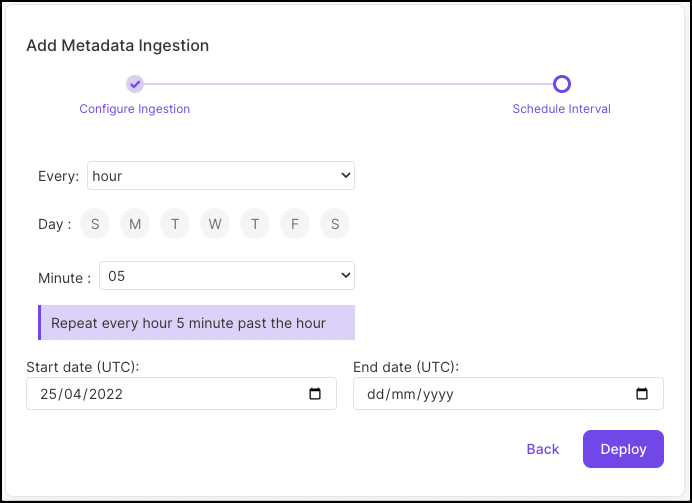 Add Metadata Ingestion
Configure Ingestion Schedule Interval
Every: hour
Day : S M T W T F S
Minute : 05
Repeat every hour 5 minute past the hour
Start date (UTC): End date (UTC):
25/04/2022 dd/mm/yyyy
Back Deploy